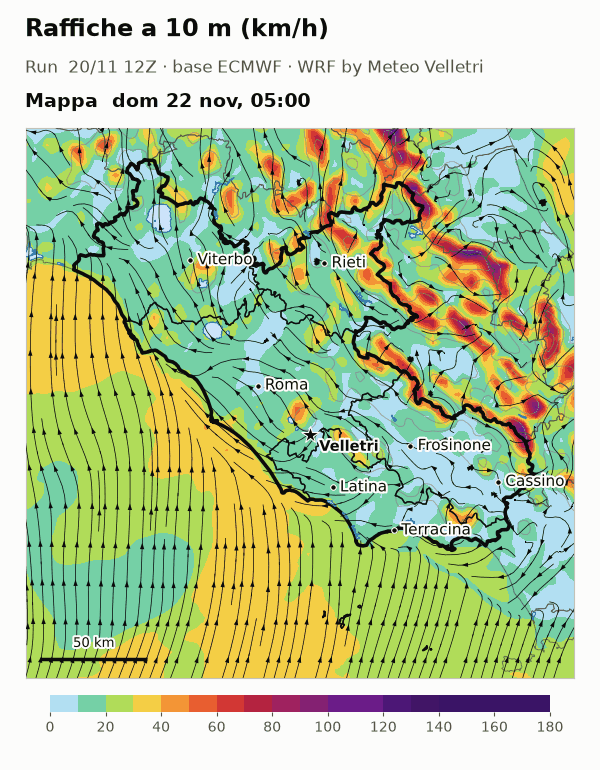 Raffiche a 10 m (km/h)
Run  20/11 12Z · base ECMWF · WRF by Meteo Velletri
Mappa  dom 22 nov, 05:00
Viterbo
Rieti
Roma
Velletri
Frosinone
Latina
Cassino
Terracina
50 km
0 20 40 60 80 100 120 140 160 180